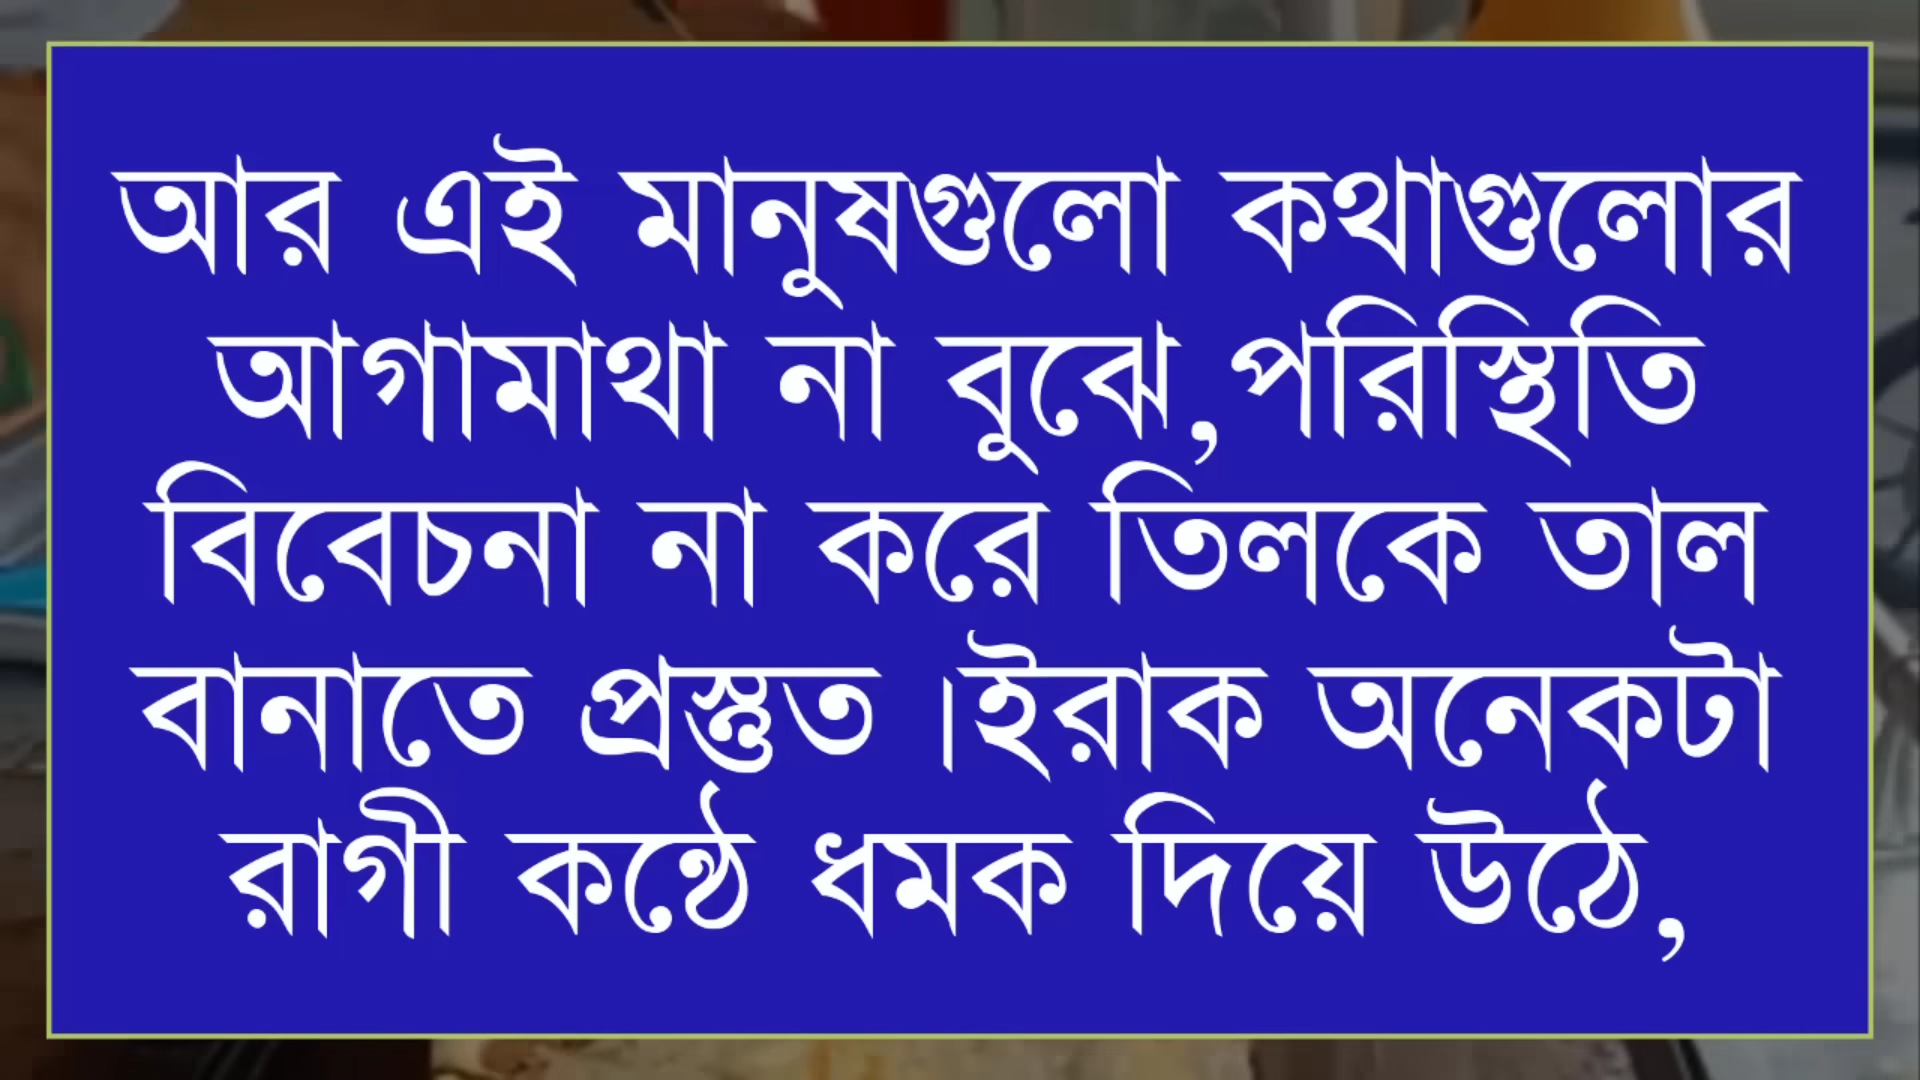 আর এই মানুষগুলো কথাগুলোর
আগামাথা না বুঝে,পরিস্থিতি
বিবেচনা না করে তিলকে তাল
বানাতে প্রস্তুত ।ইরাক অনেকটা
রাগী কন্ঠে ধমক দিয়ে উঠে,